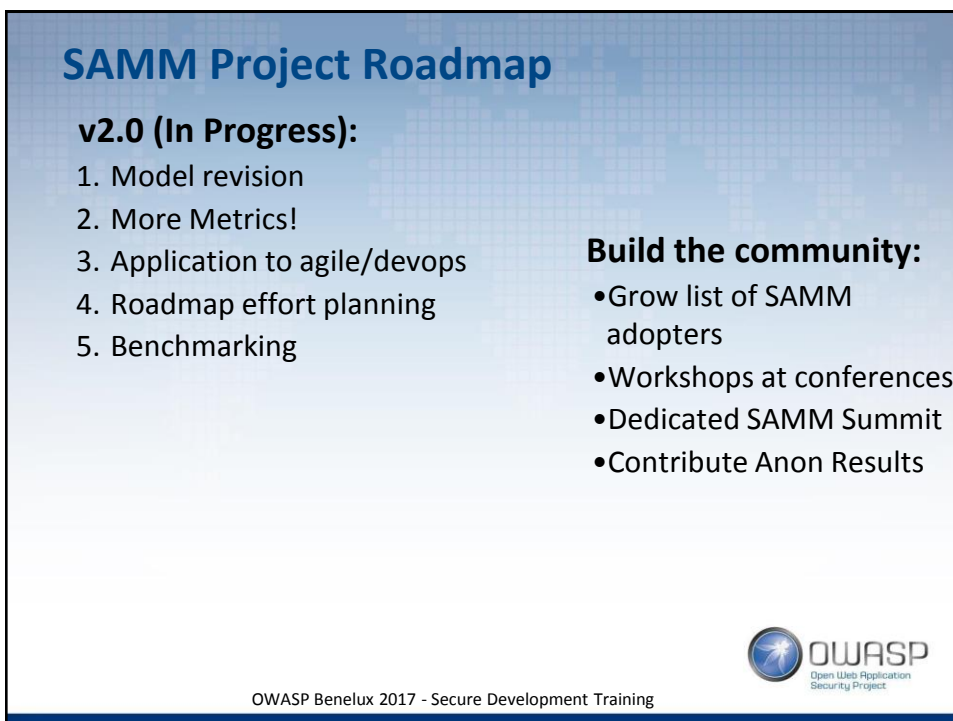 SAMM Project Roadmap
v2.0 (In Progress):
1. Model revision
2. More Metrics!
3. Application to agile/devops
4. Roadmap effort planning
5. Benchmarking
Build the community:
•Grow list of SAMM
adopters
•Workshops at conferences
•Dedicated SAMM Summit
•Contribute Anon Results
OWASP
Open Web Application
Security Project
OWASP Benelux 2017 - Secure Development Training